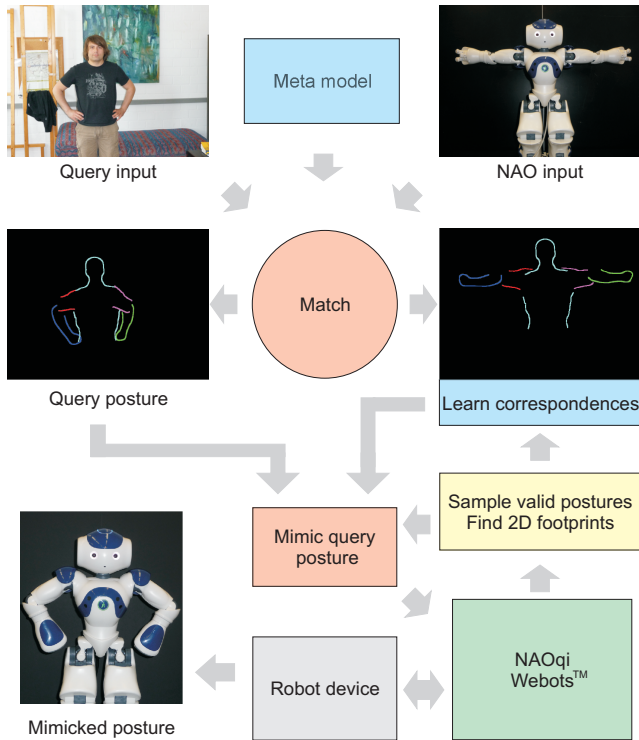 Meta model
Query input
NAO input
Match
Query posture
Learn correspondences
Sample valid postures
Find 2D footprints
Mimic query
posture
NAOqi
Webots™
Robot device
Mimicked posture